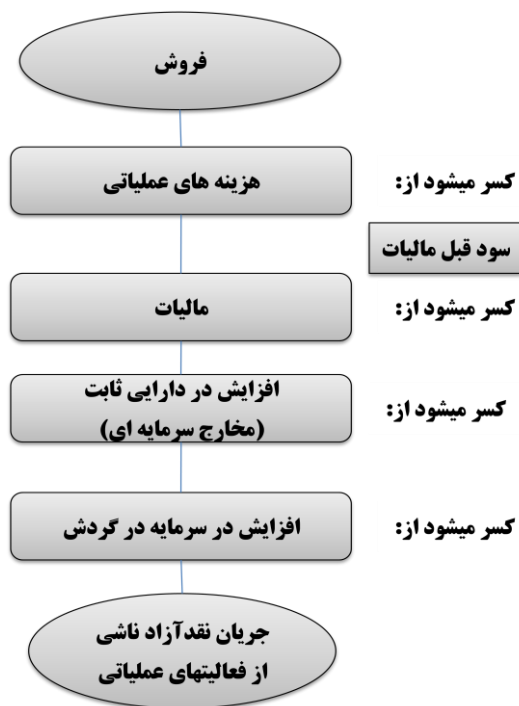 فروش
هزینه های عملیاتی
کسر میشود از:
سود قبل مالیات
مالیات
کسر میشود از:
افزایش در دارایی ثابت
(مخارج سرمایه ای)
کسر میشود از:
افزایش در سرمایه در گردش
کسر میشود از:
جریان نقدآزاد ناشی
از فعالیتهای عملیاتی